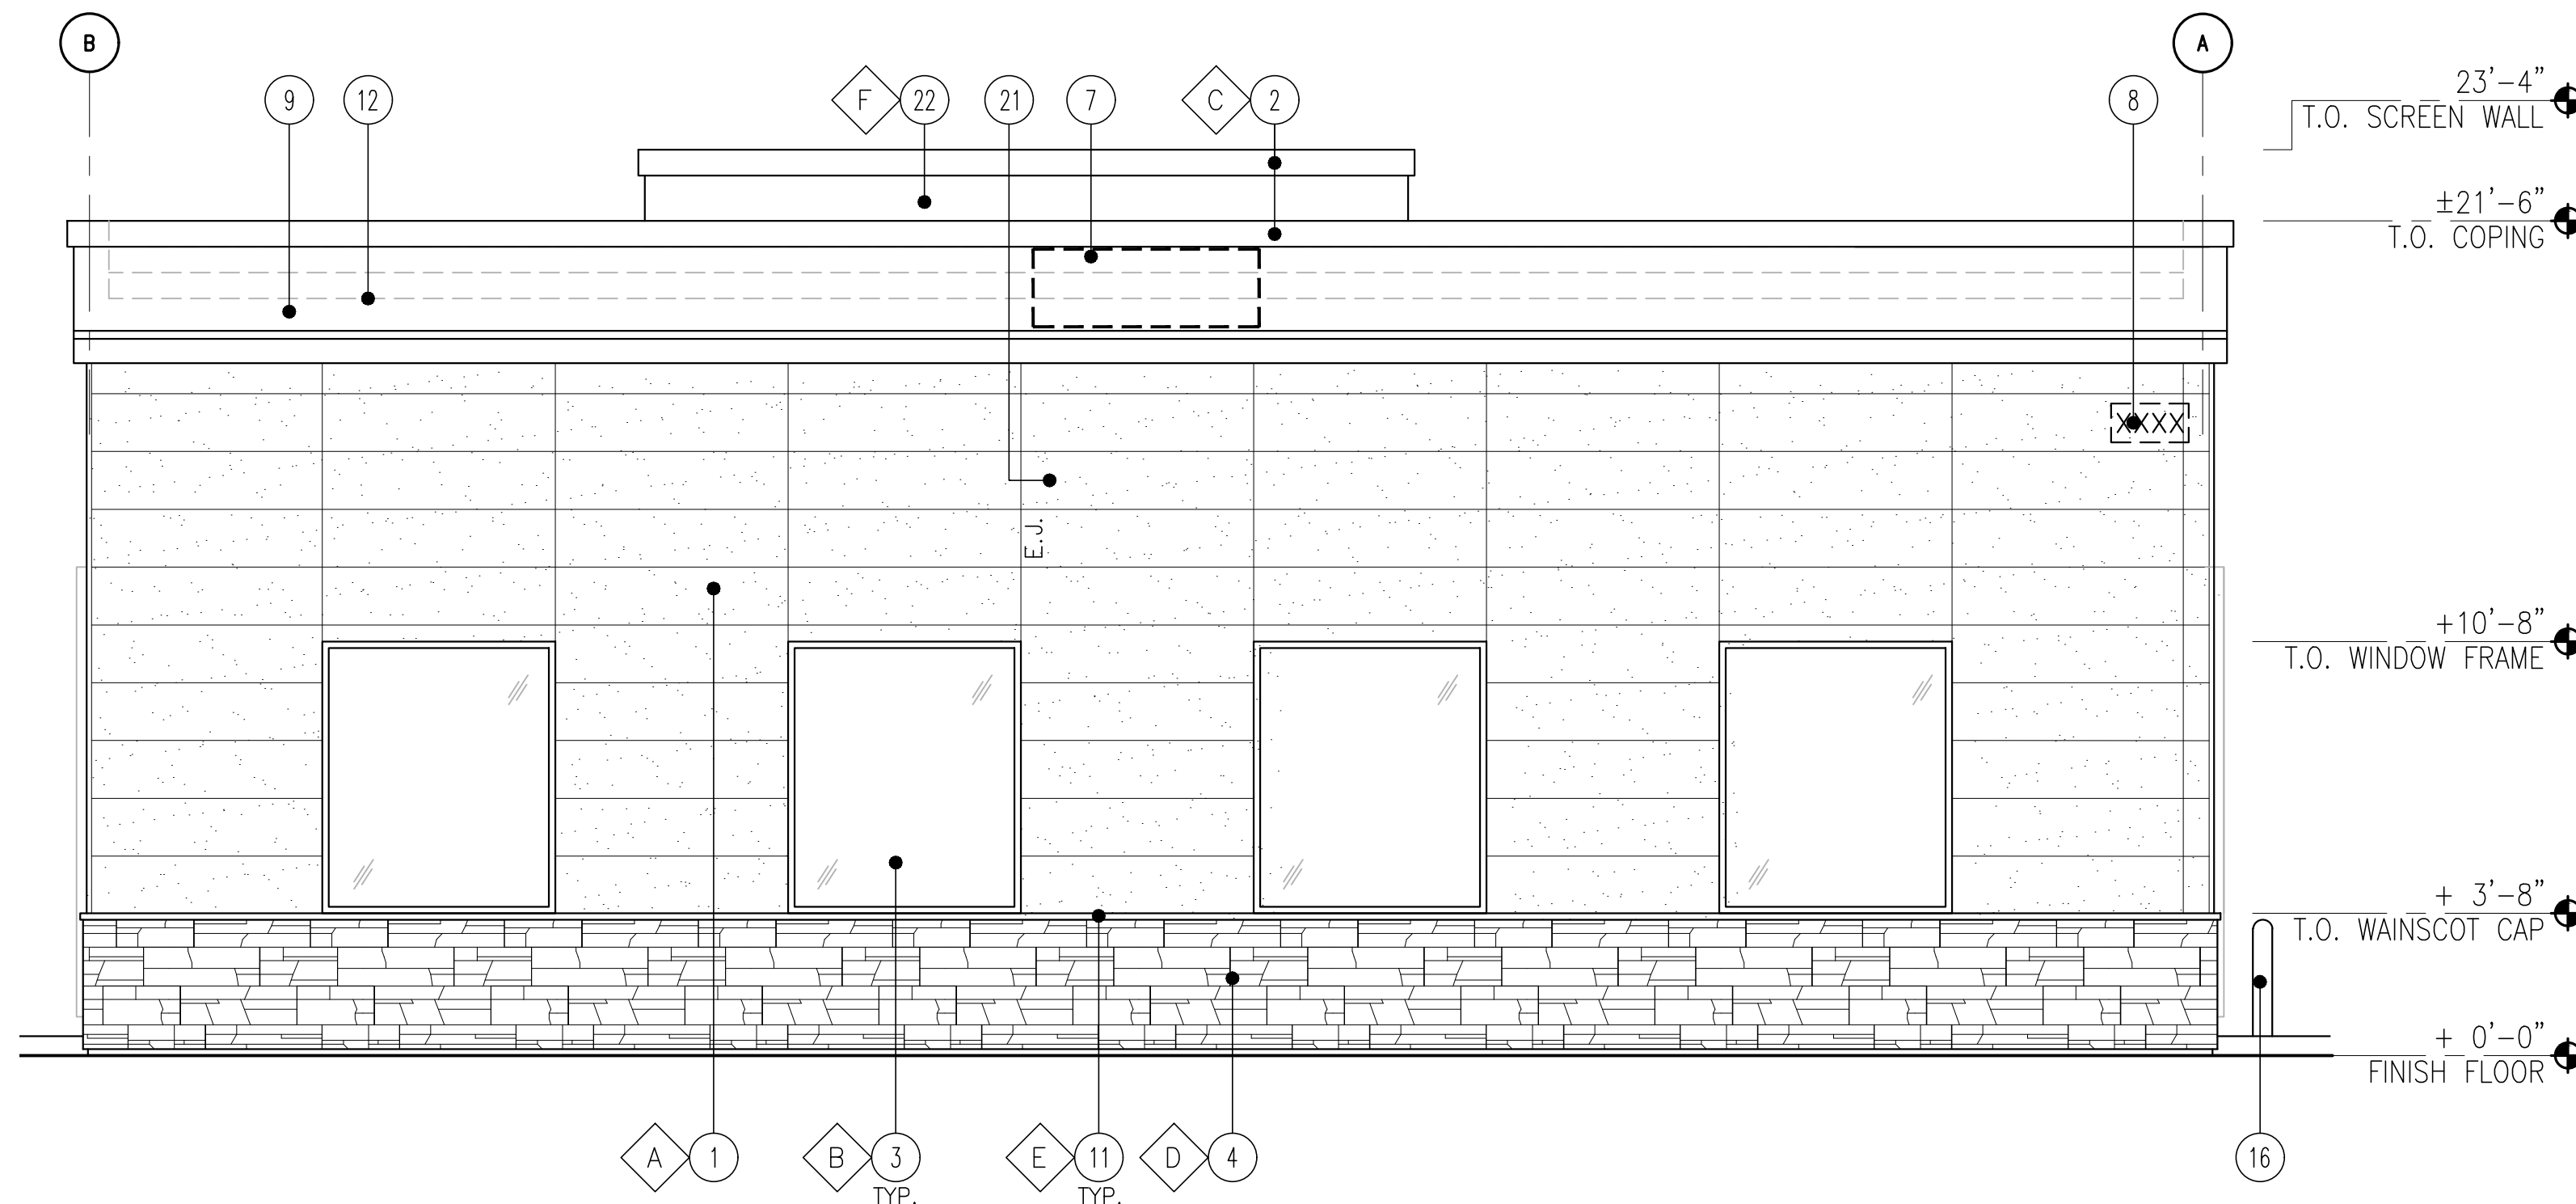 B
A
9
12
F
22
21
7
C
2
8
23'-4"
T.O. SCREEN WALL
±21'-6"
T.O. COPING
XXXX
E.J.
+10'-8"
T.O. WINDOW FRAME
+ 3'-8"
T.O. WAINSCOT CAP
+ 0'-0"
FINISH FLOOR
A
1
B
3
TYP.
E
11
TYP.
D
4
16